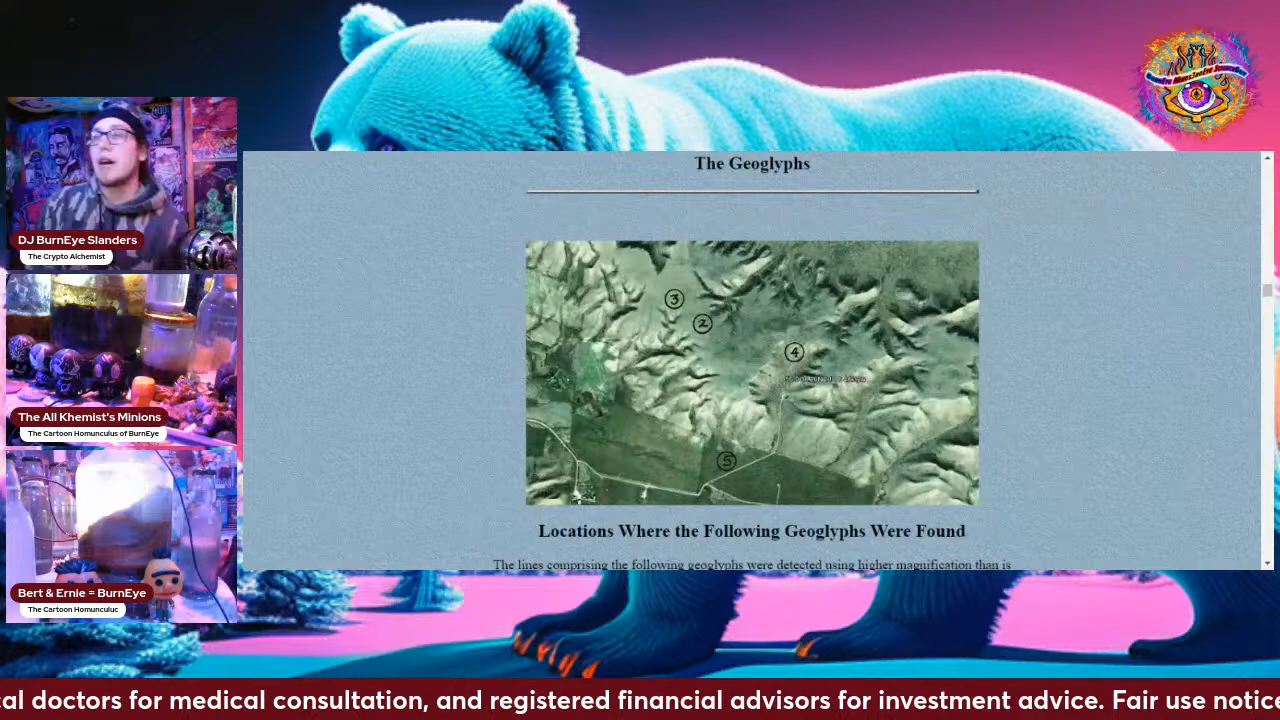 The Geoglyphs
DJ BurnEye Slanders
The Crypto Alchemist
3
2
4
5
The All Khemist's Minions
The Cartoon Homunculus of BurnEye
Locations Where the Following Geoglyphs Were Found
The lines comprising the following geoglyphs were detected using higher magnification than is
Bert & Ernie = BurnEye
The Cartoon Homunculuc
cal doctors for medical consultation, and registered financial advisors for investment advice. Fair use notice